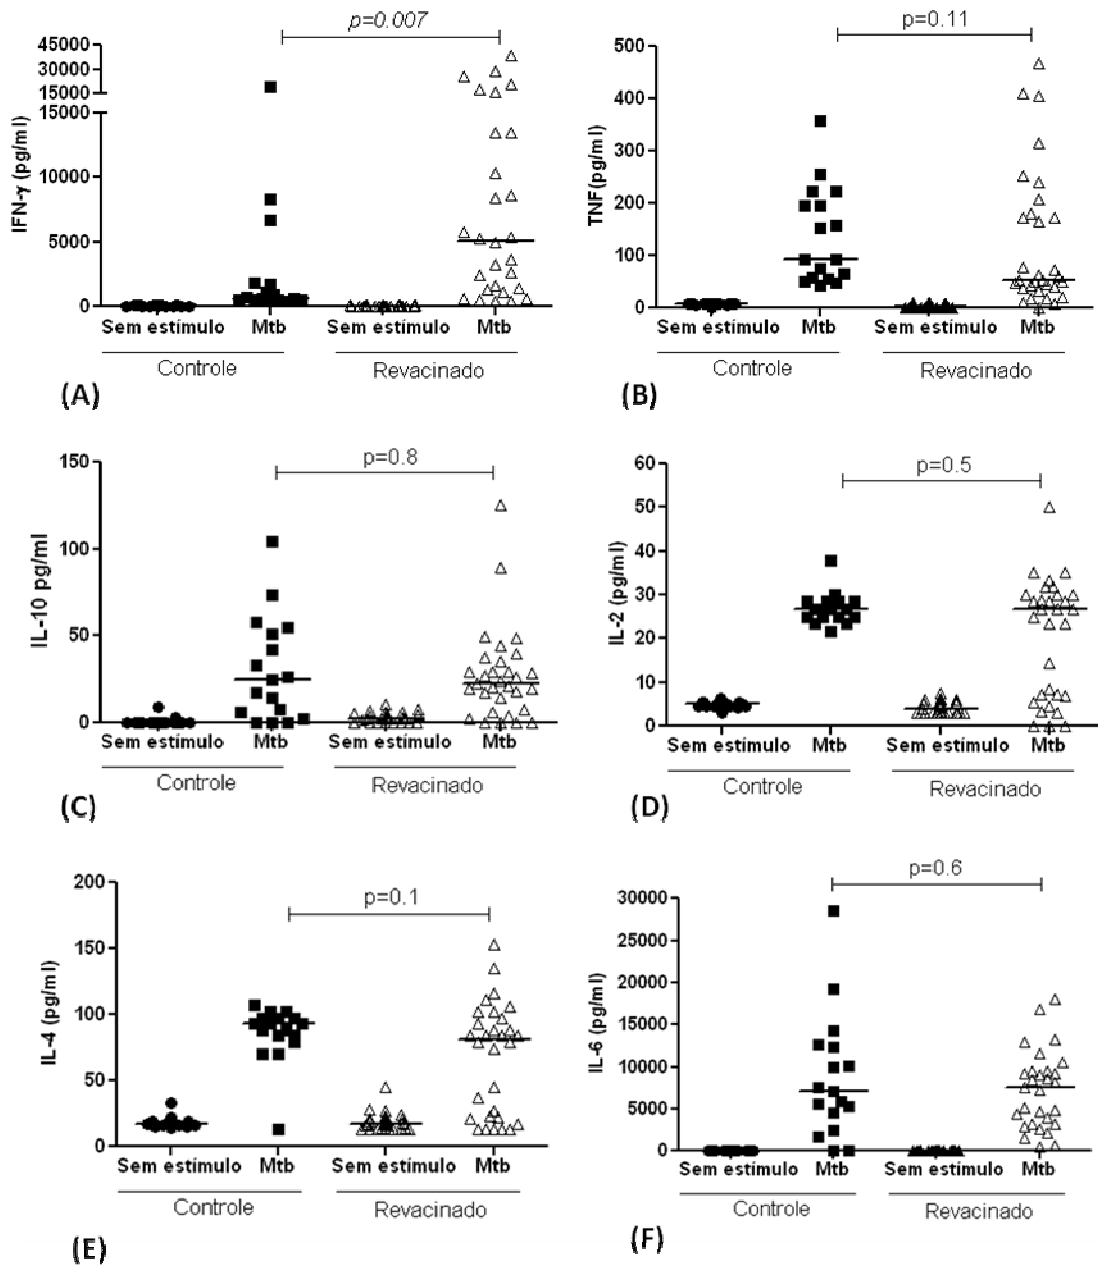 p=0.007
45000
30000
15000
15000
10000
5000
0
IFN-γ (pg/ml)
Sem estímulo Mtb Sem estímulo Mtb
Controle Revacinado
(A)
p=0.11
500
400
300
200
100
0
TNF(pg/ml)
Sem estímulo Mtb Sem estímulo Mtb
Controle Revacinado
(B)
p=0.8
150
100
50
0
IL-10 pg/ml
Sem estímulo Mtb Sem estímulo Mtb
Controle Revacinado
(C)
p=0.5
60
50
40
30
20
10
0
IL-2 (pg/ml)
Sem estímulo Mtb Sem estímulo Mtb
Controle Revacinado
(D)
p=0.1
200
150
100
50
0
IL-4 (pg/ml)
Sem estímulo Mtb Sem estímulo Mtb
Controle Revacinado
(E)
p=0.6
30000
25000
20000
15000
10000
5000
0
IL-6 (pg/ml)
Sem estímulo Mtb Sem estímulo Mtb
Controle Revacinado
(F)